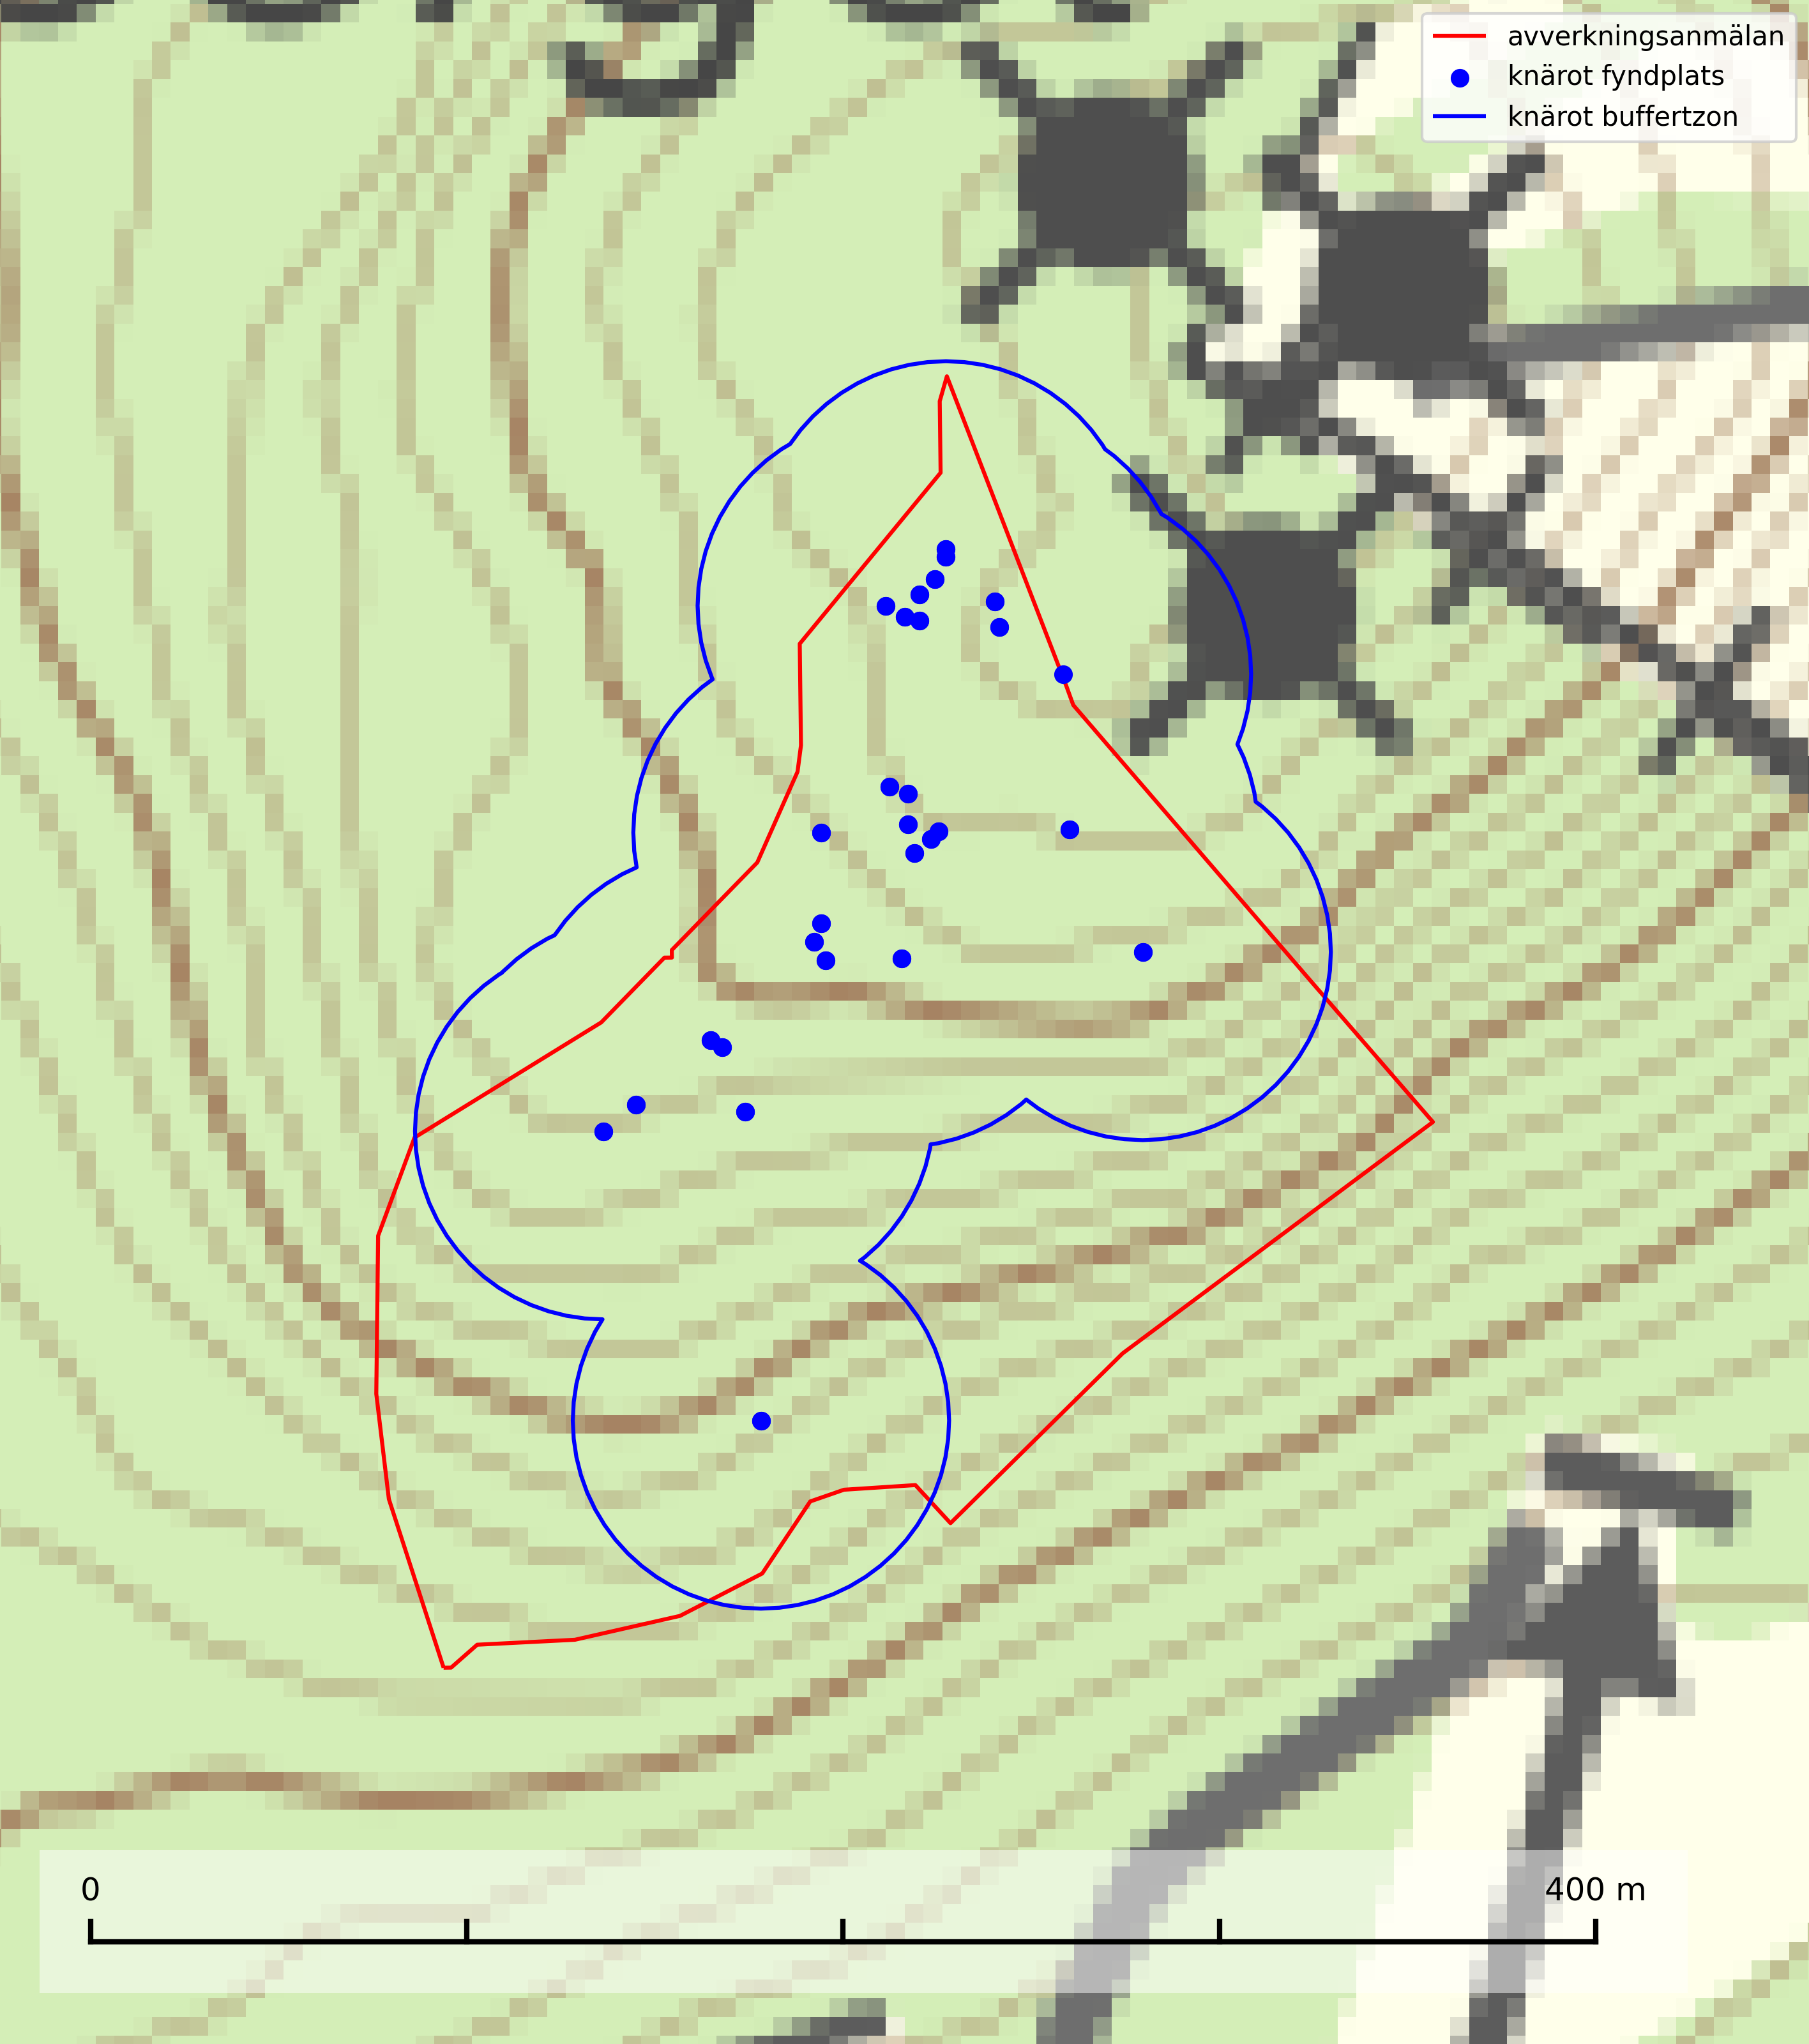 avverkningsanmälan
knärot fyndplats
knärot buffertzon
0
400 m